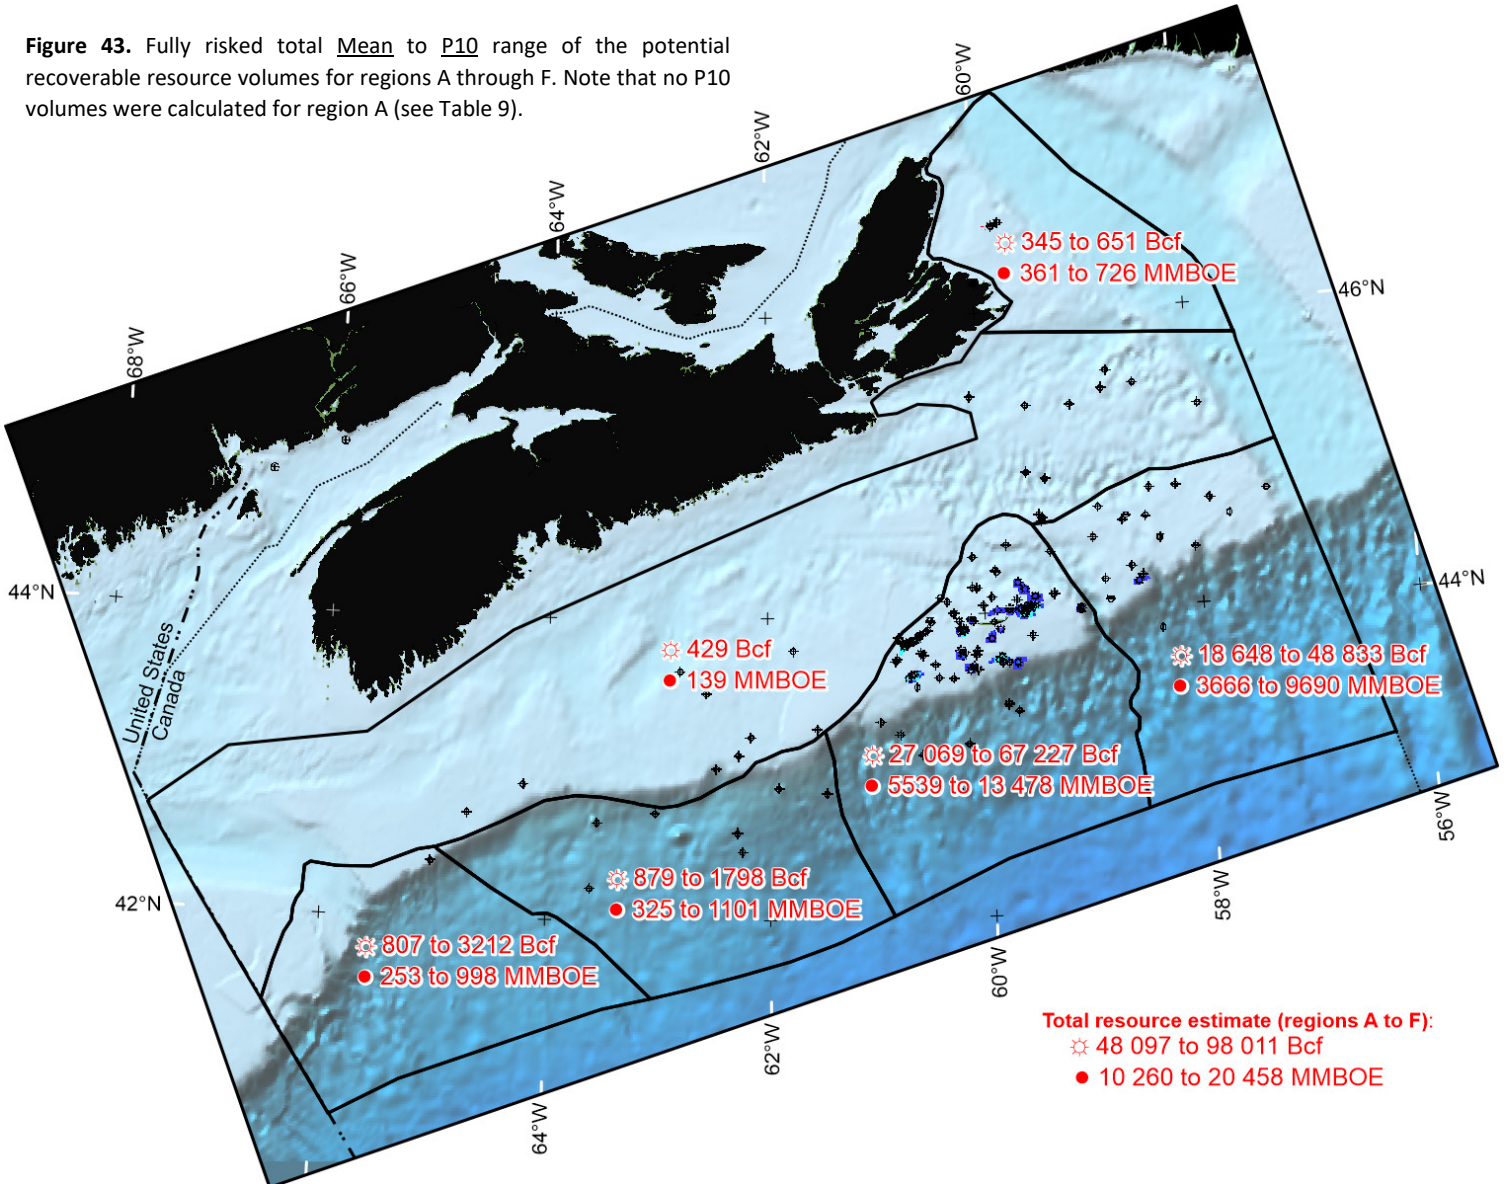 Figure 43. Fully risked total Mean to P10 range of the potential
recoverable resource volumes for regions A through F. Note that no P10
volumes were calculated for region A (see Table 9).
60°W
62°W
64°W
66°W
68°W
345 to 651 Bcf
361 to 726 MMBOE
46°N
44°N
44°N
United States
Canada
429 Bcf
139 MMBOE
18 648 to 48 833 Bcf
3666 to 9690 MMBOE
27 069 to 67 227 Bcf
5539 to 13 478 MMBOE
56°W
879 to 1798 Bcf
325 to 1101 MMBOE
58°W
42°N
807 to 3212 Bcf
253 to 998 MMBOE
60°W
62°W
64°W
Total resource estimate (regions A to F):
48 097 to 98 011 Bcf
10 260 to 20 458 MMBOE